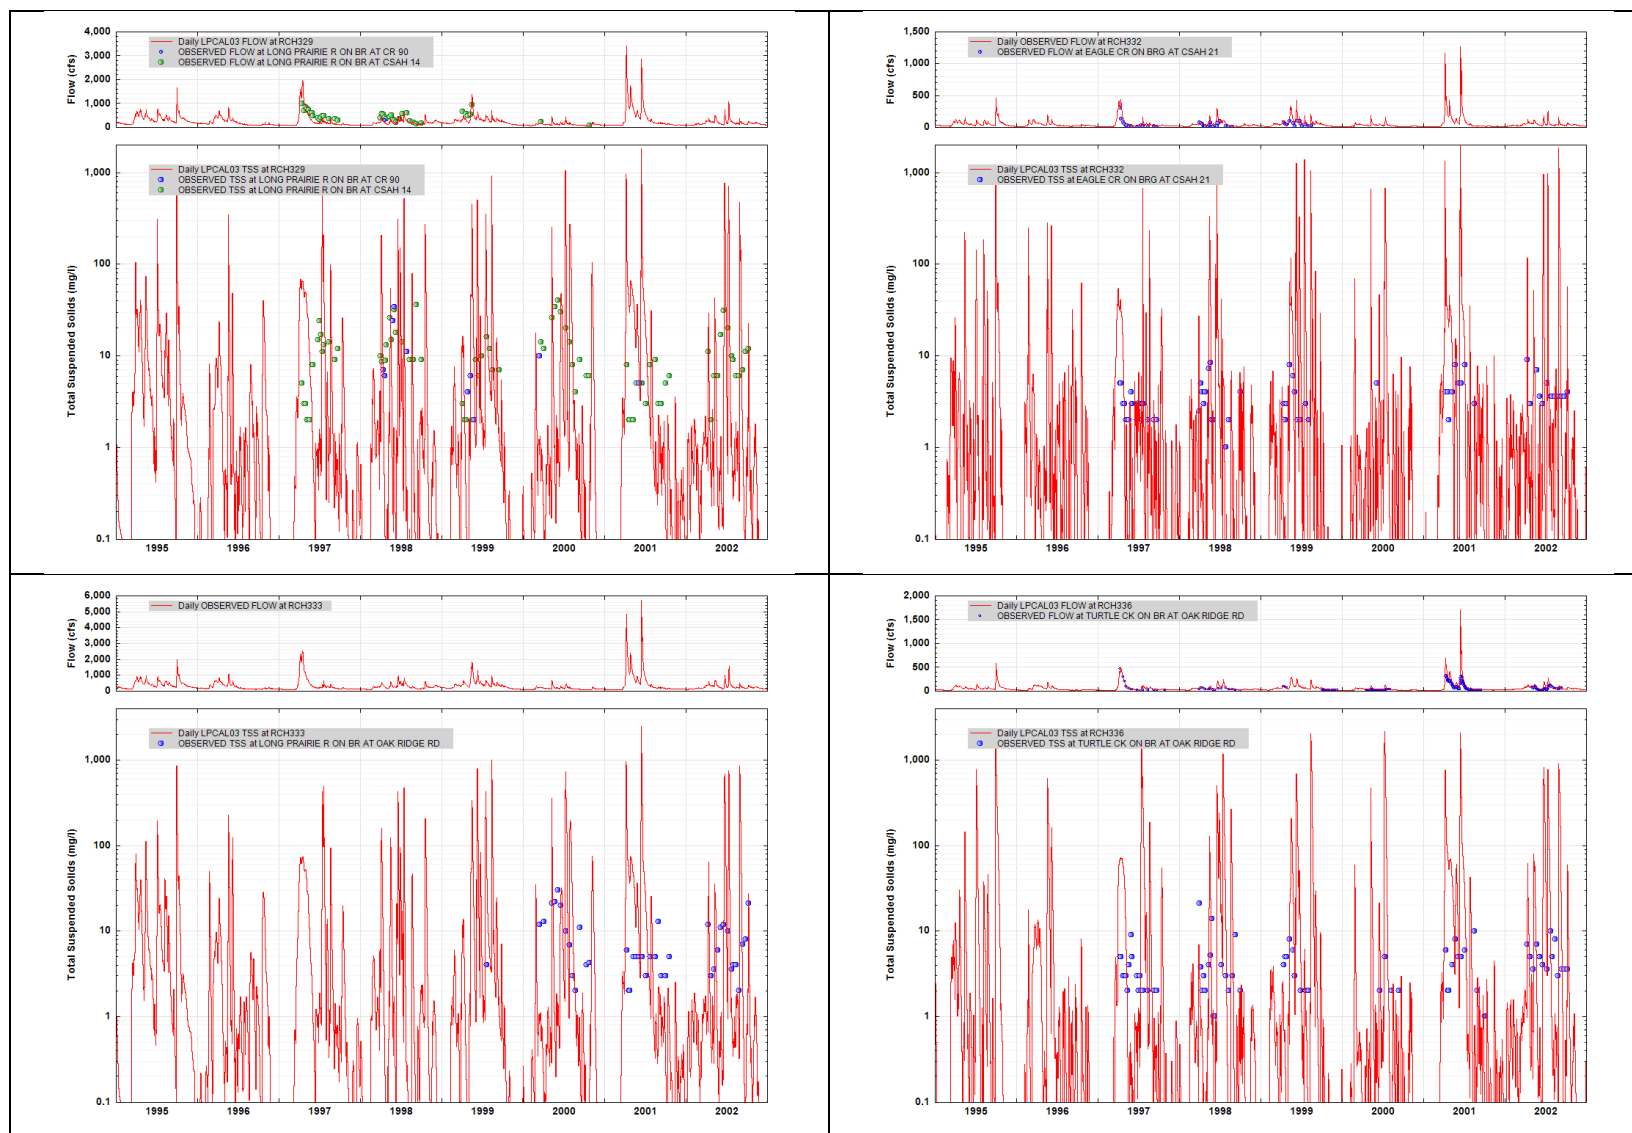 4,000
3,000
2,000
1,000
0
Flow (cfs)
Daily LPCAL03 FLOW at RCH329
OBSERVED FLOW at LONG PRAIRIE R ON BR AT CR 90
OBSERVED FLOW at LONG PRAIRIE R ON BR AT CSAH 14
1,000
100
10
1
0.1
Total Suspended Solids (mg/l)
Daily LPCAL03 TSS at RCH329
OBSERVED TSS at LONG PRAIRIE R ON BR AT CR 90
OBSERVED TSS at LONG PRAIRIE R ON BR AT CSAH 14
1995 1996 1997 1998 1999 2000 2001 2002
1,500
1,000
500
0
Flow (cfs)
Daily OBSERVED FLOW at RCH332
OBSERVED FLOW at EAGLE CR ON BRG AT CSAH 21
1,000
100
10
1
0.1
Total Suspended Solids (mg/l)
Daily LPCAL03 TSS at RCH332
OBSERVED TSS at EAGLE CR ON BRG AT CSAH 21
1995 1996 1997 1998 1999 2000 2001 2002
6,000
5,000
4,000
3,000
2,000
1,000
0
Flow (cfs)
Daily OBSERVED FLOW at RCH333
1,000
100
10
1
0.1
Total Suspended Solids (mg/l)
Daily LPCAL03 TSS at RCH333
OBSERVED TSS at LONG PRAIRIE R ON BR AT OAK RIDGE RD
1995 1996 1997 1998 1999 2000 2001 2002
2,000
1,500
1,000
500
0
Flow (cfs)
Daily LPCAL03 FLOW at RCH336
OBSERVED FLOW at TURTLE CK ON BR AT OAK RIDGE RD
1,000
100
10
1
0.1
Total Suspended Solids (mg/l)
Daily LPCAL03 TSS at RCH336
OBSERVED TSS at TURTLE CK ON BR AT OAK RIDGE RD
1995 1996 1997 1998 1999 2000 2001 2002